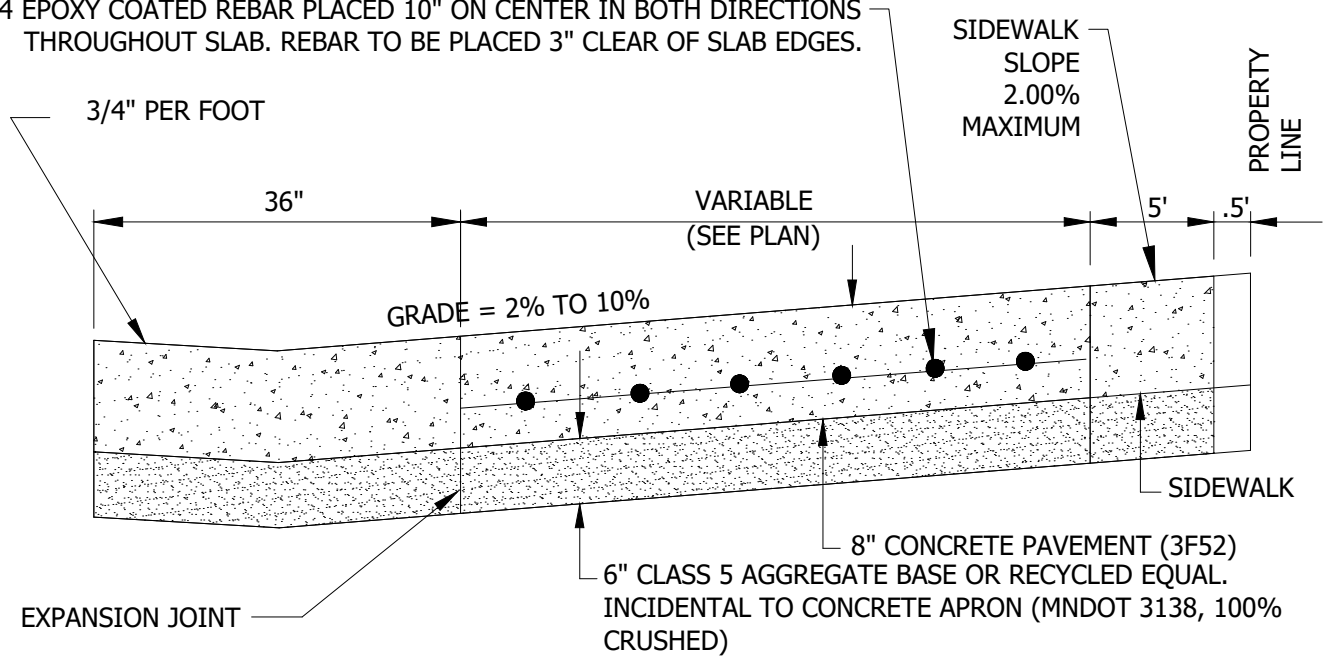 4 EPOXY COATED REBAR PLACED 10" ON CENTER IN BOTH DIRECTIONS
THROUGHOUT SLAB. REBAR TO BE PLACED 3" CLEAR OF SLAB EDGES.
SIDEWALK
SLOPE
2.00%
MAXIMUM
PROPERTY
LINE
3/4" PER FOOT
36"
VARIABLE
(SEE PLAN)
5'
.5'
GRADE = 2% TO 10%
SIDEWALK
8" CONCRETE PAVEMENT (3F52)
6" CLASS 5 AGGREGATE BASE OR RECYCLED EQUAL.
INCIDENTAL TO CONCRETE APRON (MNDOT 3138, 100%
CRUSHED)
EXPANSION JOINT